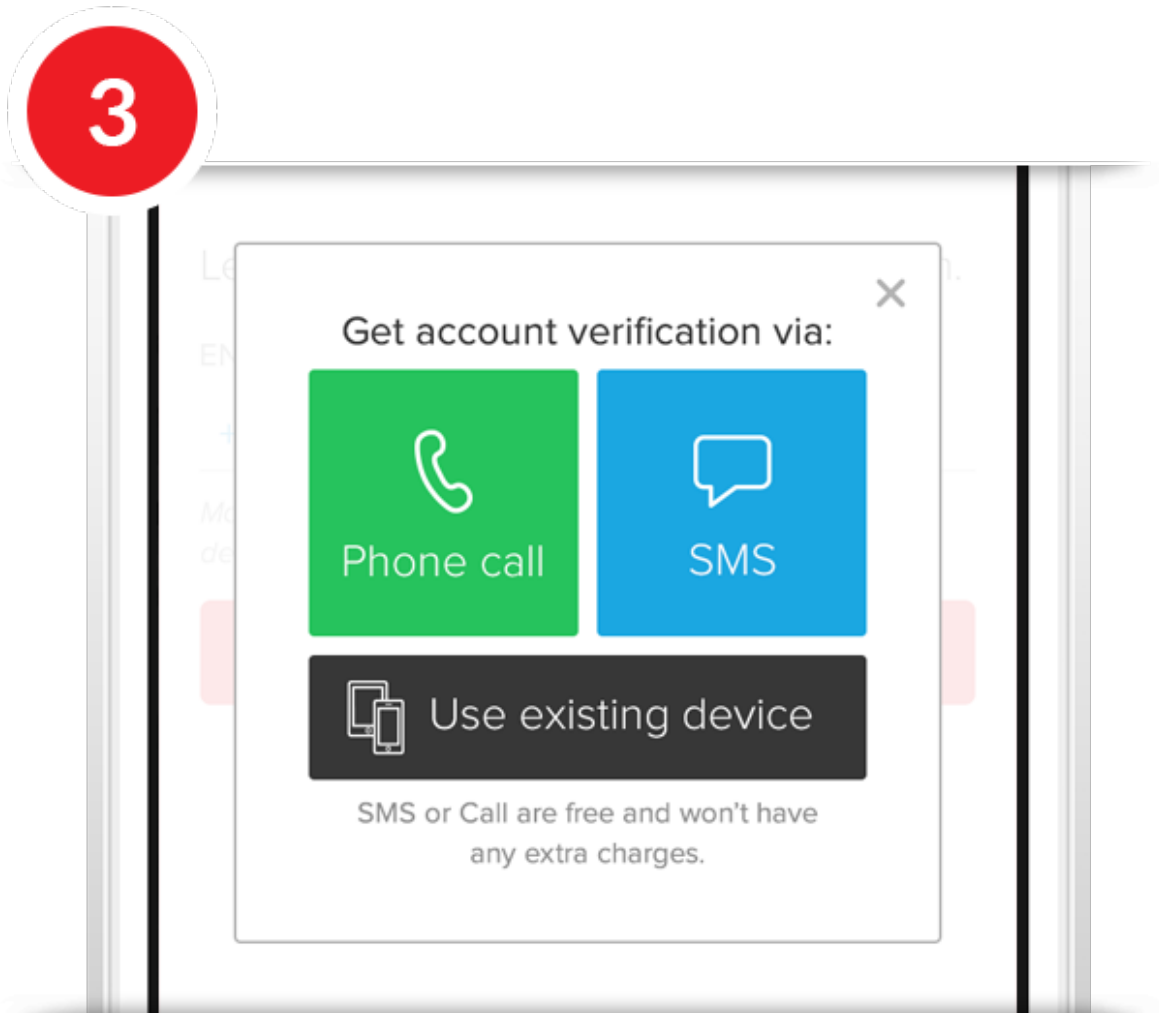 3
Get account verification via:
Phone call
SMS
Use existing device
SMS or Call are free and won't have
any extra charges.